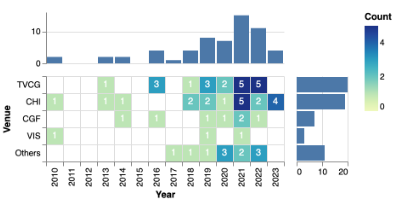 Count
10
0
4
2
0
Venue
TVCG 1 3 1 3 2 5 5
CHI 1 1 1 2 2 1 5 2 4
CGF 1 1 1 1 2 1
VIS 1 1 1
Others 1 1 1 3 2 3
2010 2011 2012 2013 2014 2015 2016 2017 2018 2019 2020 2021 2022 2023
Year
0 10 20